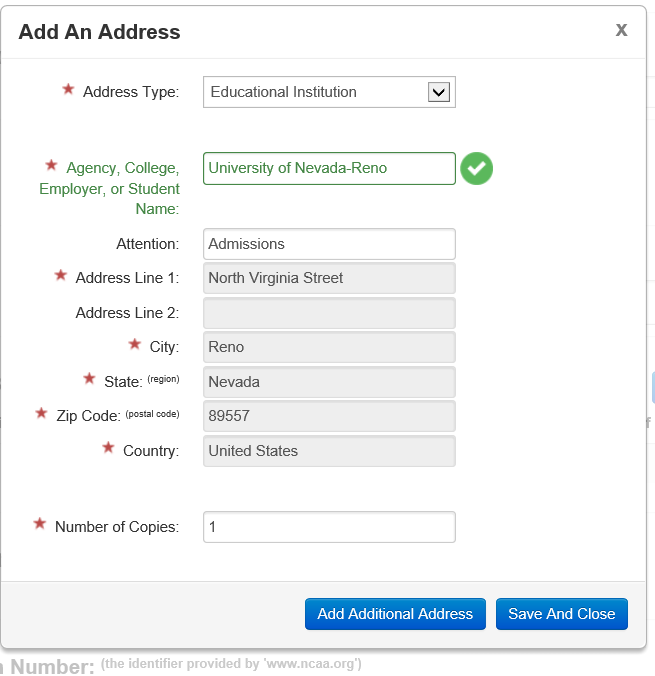 Add An Address
X
★ Address Type: Educational Institution
★ Agency, College, University of Nevada-Reno
Employer, or Student
Name:
Attention: Admissions
★ Address Line 1: North Virginia Street
Address Line 2:
★ City: Reno
★ State: (region) Nevada
★ Zip Code: (postal code) 89557
★ Country: United States
★ Number of Copies: 1
Add Additional Address Save And Close
Number: (the identifier provided by 'www.ncaa.org')